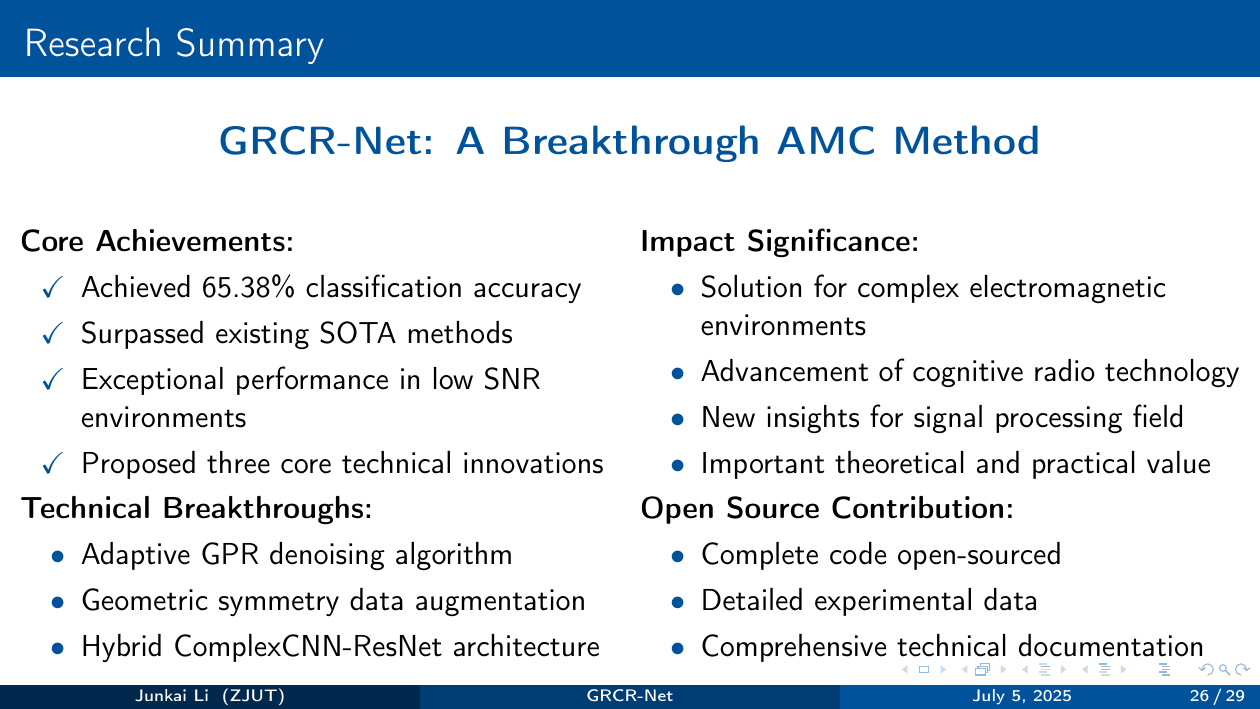 Research Summary
GRCR-Net: A Breakthrough AMC Method
Core Achievements:
✓ Achieved 65.38% classification accuracy
✓ Surpassed existing SOTA methods
✓ Exceptional performance in low SNR
environments
✓ Proposed three core technical innovations
Technical Breakthroughs:
• Adaptive GPR denoising algorithm
• Geometric symmetry data augmentation
• Hybrid ComplexCNN-ResNet architecture
Impact Significance:
• Solution for complex electromagnetic
environments
• Advancement of cognitive radio technology
• New insights for signal processing field
• Important theoretical and practical value
Open Source Contribution:
• Complete code open-sourced
• Detailed experimental data
• Comprehensive technical documentation
Junkai Li (ZJUT)
GRCR-Net
July 5, 2025
26 / 29